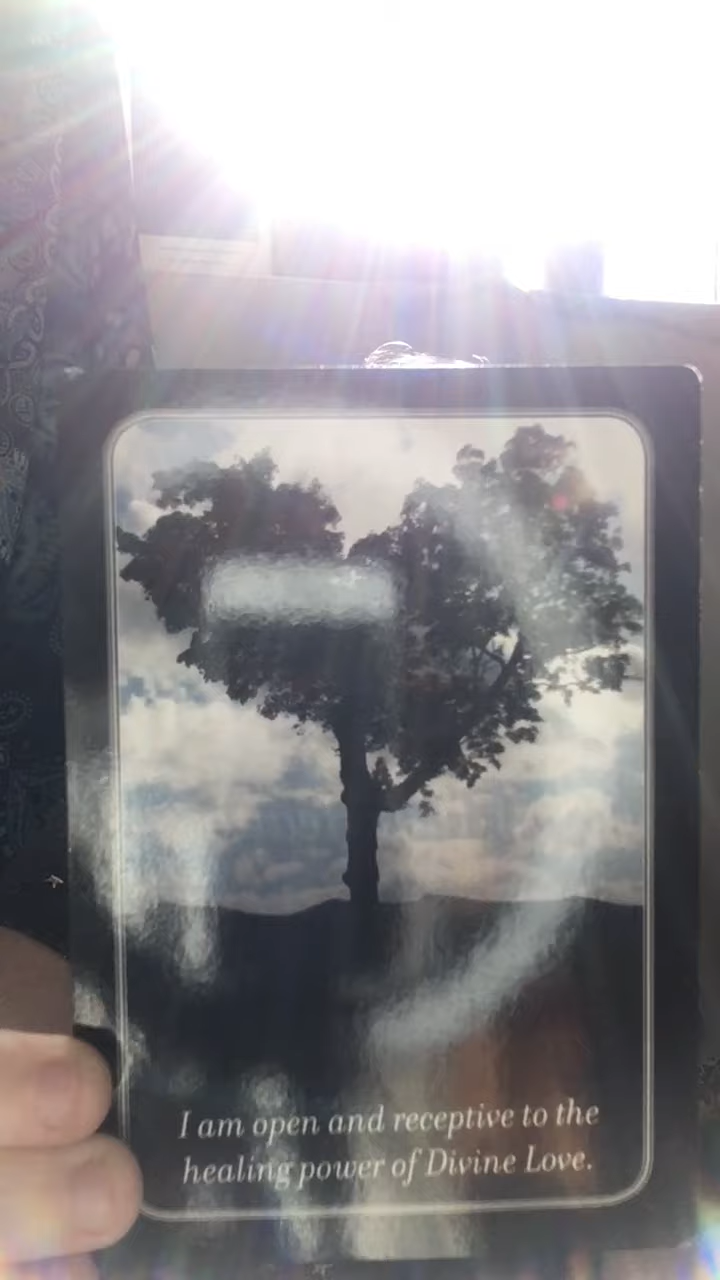 I am open and receptive to the
healing power of Divine Love.